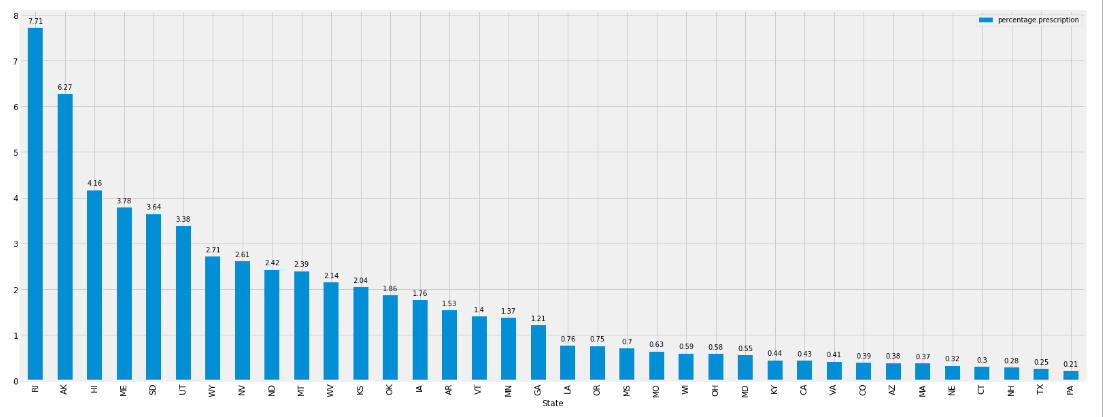 percentage.prescription
8
7
6
5
4
3
2
1
0
7.71 6.27 4.16 3.78 3.64 3.38 2.71 2.61 2.42 2.39 2.14 2.04 1.86 1.76 1.53 1.4 1.37 1.21 0.76 0.75 0.7 0.63 0.59 0.58 0.55 0.44 0.43 0.41 0.39 0.38 0.37 0.32 0.3 0.28 0.25 0.21
RI AK HI ME SD UT WY NV ND MT WV KS OK IA AR VT MN GA LA OR MS MO WI OH MD KY CA VA CO AZ MA NE CT NH TX PA
State